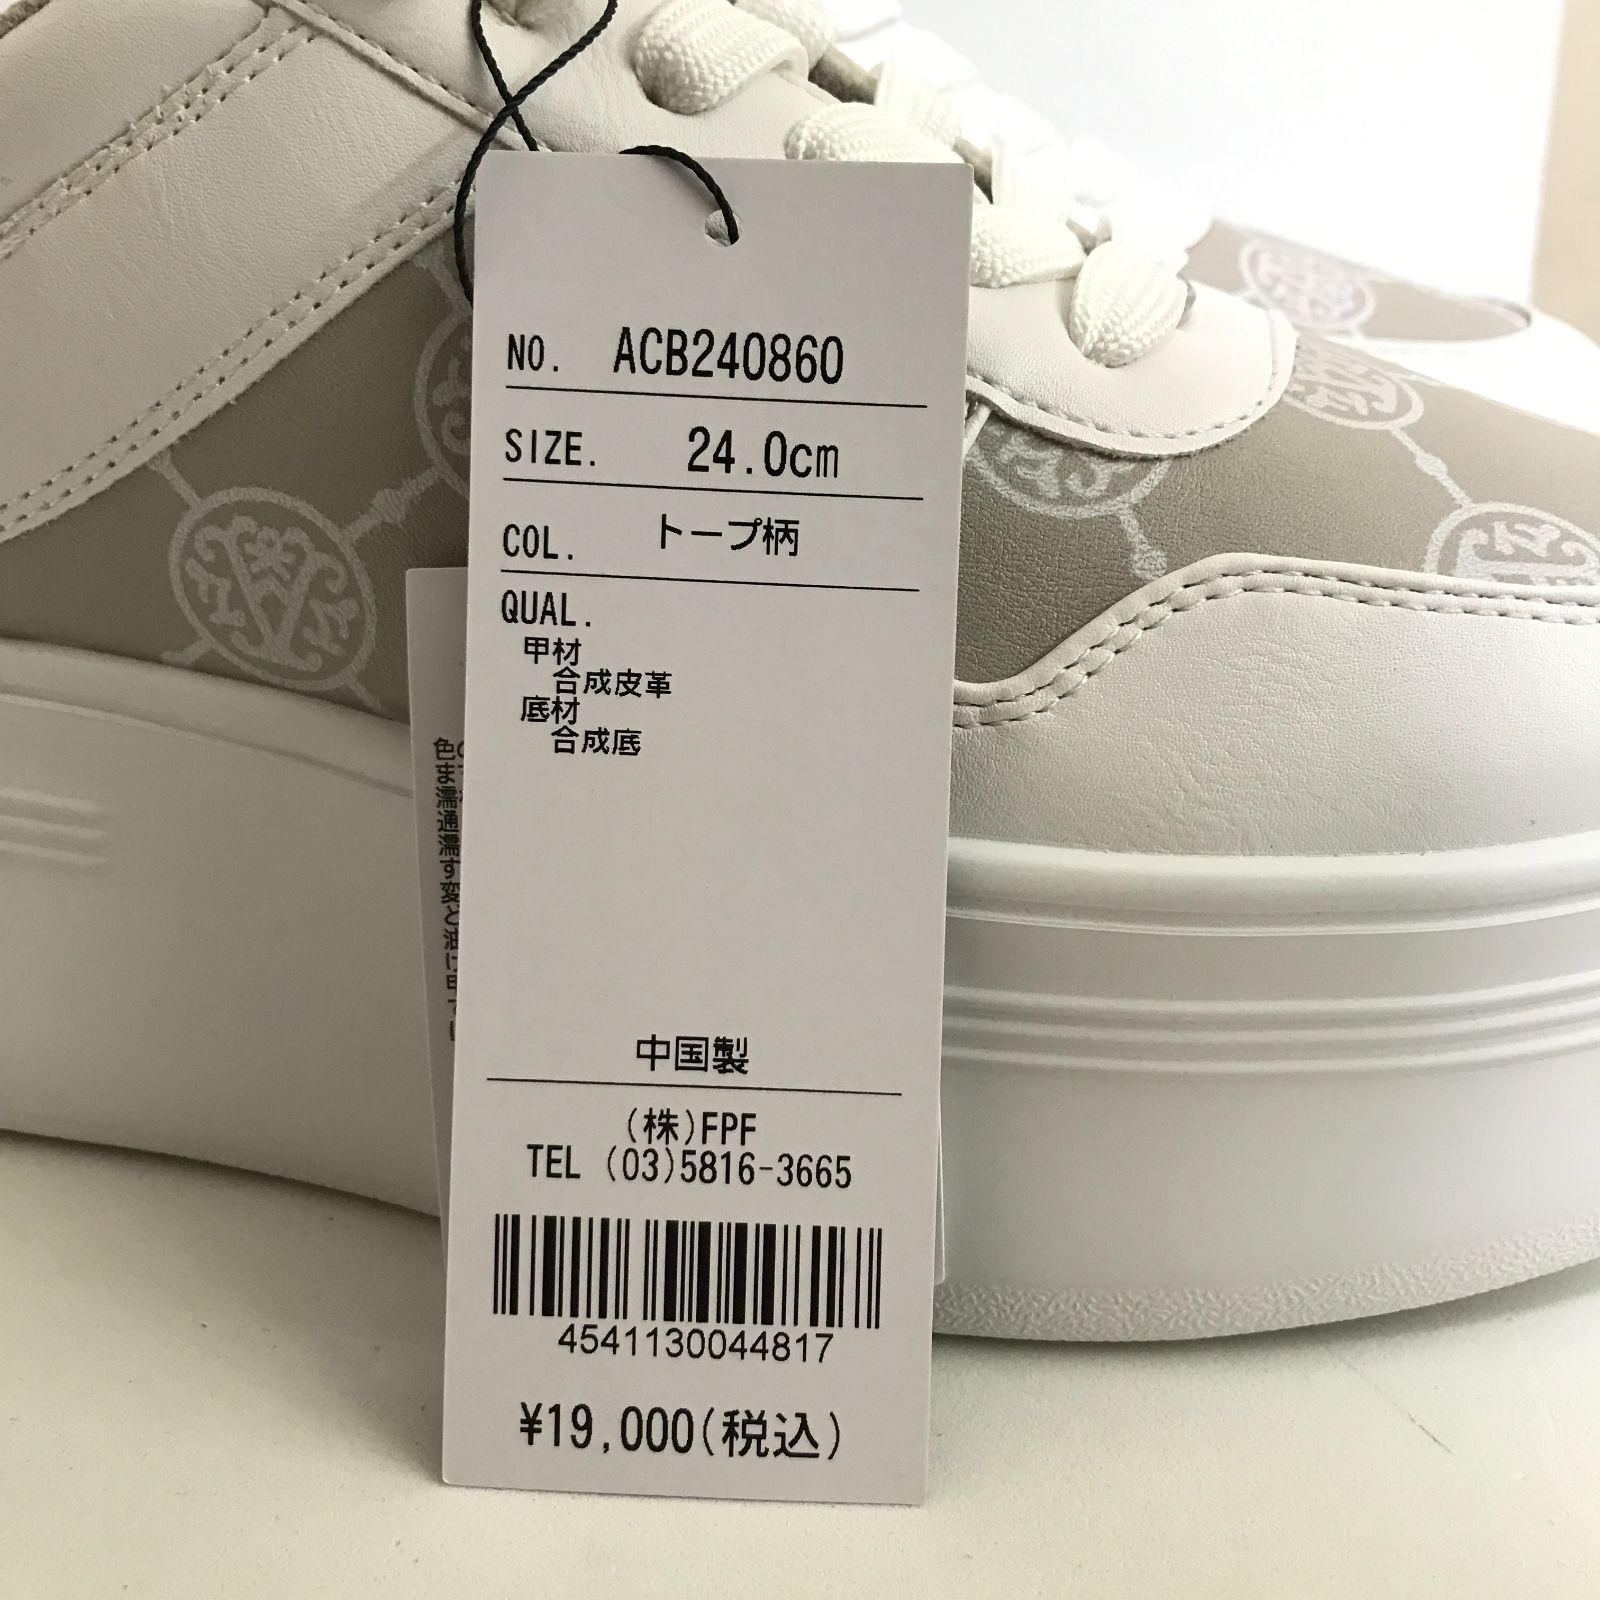 NO. ACB240860
SIZE. 24.0cm
COL. トープ柄
QUAL.
甲材
合成皮革
底材
合成底
中国製
(株)FPF
TEL (03)5816-3665
4541130044817
¥19,000(税込)